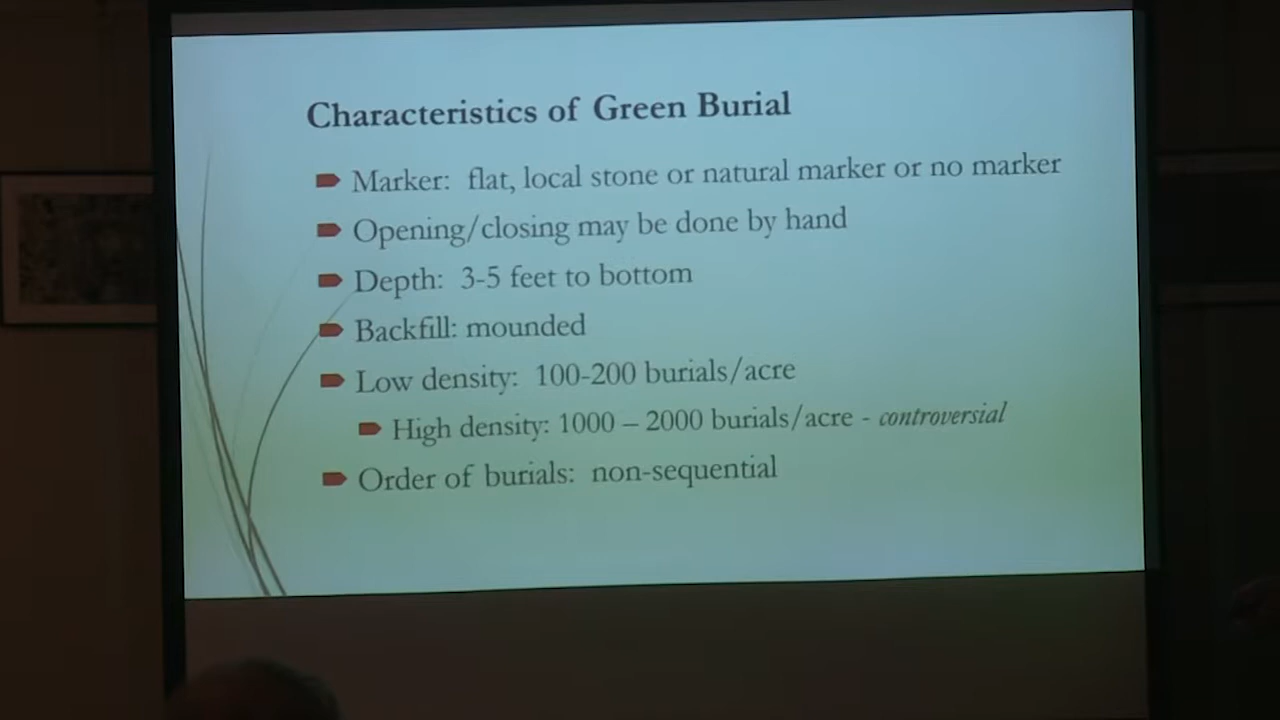 Characteristics of Green Burial
Marker: flat, local stone or natural marker or no marker
Opening/closing may be done by hand
Depth: 3-5 feet to bottom
Backfill: mounded
Low density: 100-200 burials/acre
High density: 1000 – 2000 burials/acre - controversial
Order of burials: non-sequential